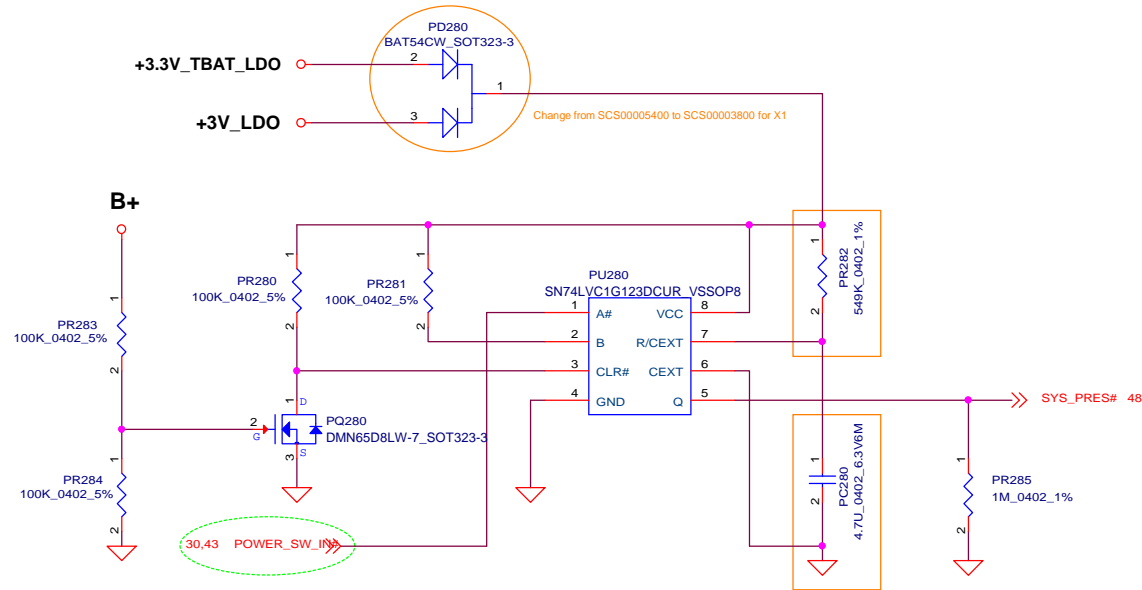 PD280
BAT54CW_SOT323-3
+3.3V_TBAT_LDO
2
1
+3V_LDO
3
Change from SCS00005400 to SCS00003800 for X1
B+
1
PR280
100K_0402_5%
2
1
PR281
100K_0402_5%
2
PU280
SN74LVC1G123DCUR_VSSOP8
1
A#
VCC
8
2
B
R/CEXT
7
3
CLR#
CEXT
6
4
GND
Q
5
1
PR282
549K_0402_1%
2
1
PR283
100K_0402_5%
2
SYS_PRES# 48
1
D
2
G
PQ280
DMN65D8LW-7_SOT323-3
S
3
1
PR284
100K_0402_5%
2
1
PC280
4.7U_0402_6.3V6M
2
1
PR285
1M_0402_1%
2
30,43 POWER_SW_IN#